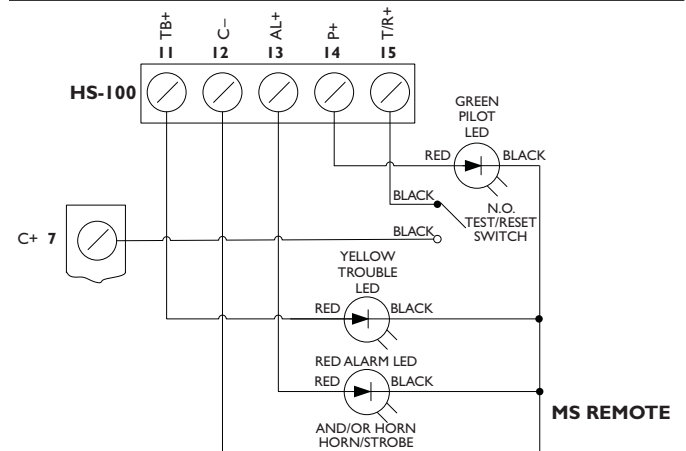 TB+ C– AL+ P+ T/R+
11 12 13 14 15
HS-100
GREEN
PILOT
LED
RED BLACK
BLACK
N.O.
TEST/RESET
SWITCH
C+ 7
BLACK
YELLOW
TROUBLE
LED
RED BLACK
RED ALARM LED
RED BLACK
MS REMOTE
AND/OR HORN
HORN/STROBE